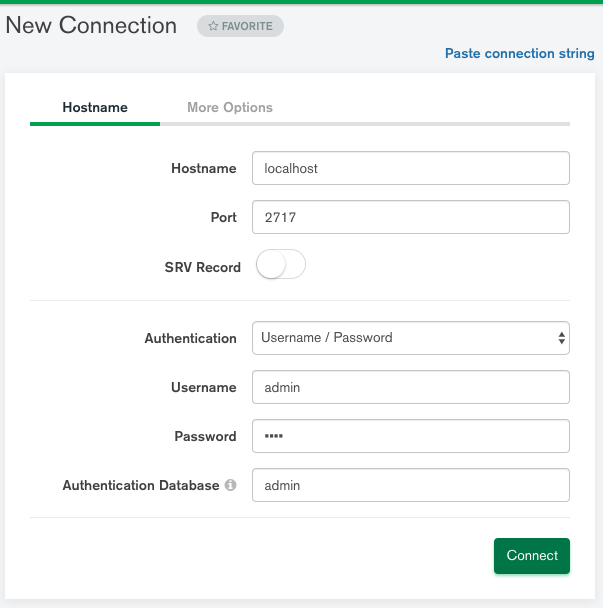 New Connection FAVORITE
Paste connection string
Hostname More Options
Hostname localhost
Port 2717
SRV Record
Authentication Username / Password
Username admin
Password ••••
Authentication Database admin
Connect